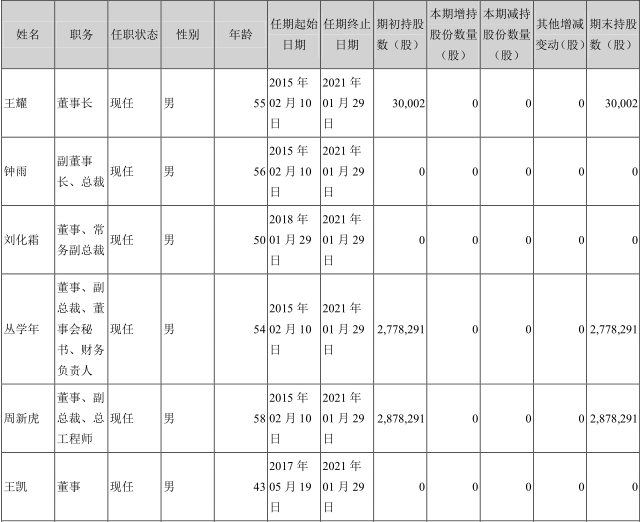 姓名 职务 任职状态 性别 年龄 任期起始日期 任期终止日期 期初持股数（股） 本期增持股份数量（股） 本期减持股份数量（股） 其他增减变动（股） 期末持股数（股）
王耀 董事长 现任 男 55 2015 年 02 月 10 日 2021 年 01 月 29 日 30,002 0 0 0 30,002
钟雨 副董事长、总裁 现任 男 56 2015 年 02 月 10 日 2021 年 01 月 29 日 0 0 0 0 0
刘化霜 董事、常务副总裁 现任 男 50 2018 年 01 月 29 日 2021 年 01 月 29 日 0 0 0 0 0
丛学年 董事、副总裁、董事会秘书、财务负责人 现任 男 54 2015 年 02 月 10 日 2021 年 01 月 29 日 2,778,291 0 0 0 2,778,291
周新虎 董事、副总裁、总工程师 现任 男 58 2015 年 02 月 10 日 2021 年 01 月 29 日 2,878,291 0 0 0 2,878,291
王凯 董事 现任 男 43 2017 年 05 月 19 日 2021 年 01 月 29 日 0 0 0 0 0